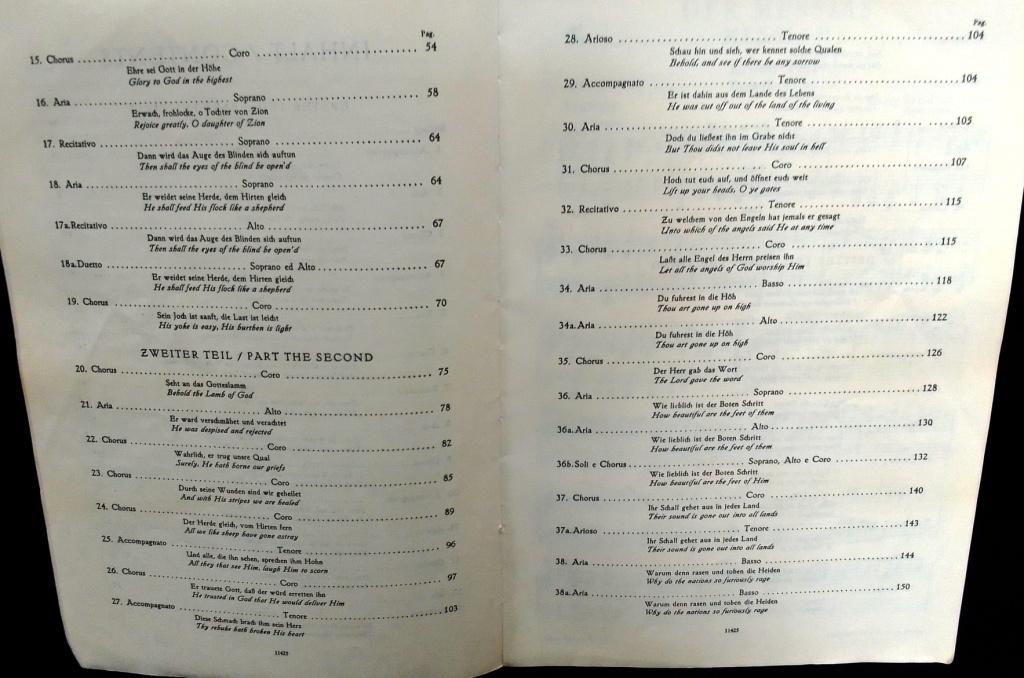 Pag.
15. Chorus Coro 54
Ehre sei Gott in der Höhe
Glory to God in the highest
16. Aria Soprano 58
Erwach, frohlocke, o Tochter von Zion
Rejoice greatly, O daughter of Zion
17. Recitativo Soprano 64
Dann wird das Auge des Blinden sich auftun
Then shall the eyes of the blind be open'd
18. Aria Soprano 64
Er weidet seine Herde, dem Hirten gleich
He shall feed His flock like a shepherd
17a. Recitativo Alto 67
Dann wird das Auge des Blinden sich auftun
Then shall the eyes of the blind be open'd
18a. Duetto Soprano ed Alto 67
Er weidet seine Herde, dem Hirten gleich
He shall feed His flock like a shepherd
19. Chorus Coro 70
Sein Joch ist sanft, die Last ist leicht
His yoke is easy, His burthen is light
ZWEITER TEIL / PART THE SECOND
20. Chorus Coro 75
Seht an das Gotteslamm
Behold the Lamb of God
21. Aria Alto 78
Er ward verschmähet und verachtet
He was despised and rejected
22. Chorus Coro 82
Wahrlich, er trug unsre Qual
Surely, He hath borne our griefs
23. Chorus Coro 85
Durch seine Wunden sind wir geheilet
And with His stripes we are healed
24. Chorus Coro 89
Der Herde gleich, vom Hirten fern
All we like sheep have gone astray
25. Accompagnato Tenore 96
Und alle, die ihn sehen, sprechen ihm Hohn
All they that see Him, laugh Him to scorn
26. Chorus Coro 97
Er trauete Gott, daß der würd erretten ihn
He trusted in God that He would deliver Him
27. Accompagnato Tenore 103
Diese Schmach brach ihm sein Herz
Thy rebuke hath broken His heart
11425
Pag.
28. Arioso Tenore 104
Schau hin und sieh, wer kennet solche Qualen
Behold, and see if there be any sorrow
29. Accompagnato Tenore 104
Er ist dahin aus dem Lande des Lebens
He was cut off out of the land of the living
30. Aria Tenore 105
Doch du ließest ihn im Grabe nicht
But Thou didst not leave His soul in hell
31. Chorus Coro 107
Hoch tut euch auf, und öffnet euch weit
Lift up your heads, O ye gates
32. Recitativo Tenore 115
Zu welchem von den Engeln hat jemals er gesagt
Unto which of the angels said He at any time
33. Chorus Coro 115
Laßt alle Engel des Herrn preisen ihn
Let all the angels of God worship Him
34. Aria Basso 118
Du fuhrest in die Höh
Thou art gone up on high
34a. Aria Alto 122
Du fuhrest in die Höh
Thou art gone up on high
35. Chorus Coro 126
Der Herr gab das Wort
The Lord gave the word
36. Aria Soprano 128
Wie lieblich ist der Boten Schritt
How beautiful are the feet of them
36a. Aria Alto 130
Wie lieblich ist der Boten Schritt
How beautiful are the feet of them
36b. Soli e Chorus Soprano, Alto e Coro 132
Wie lieblich ist der Boten Schritt
How beautiful are the feet of Him
37. Chorus Coro 140
Ihr Schall gehet aus in jedes Land
Their sound is gone out into all lands
37a. Arioso Tenore 143
Ihr Schall gehet aus in jedes Land
Their sound is gone out into all lands
38. Aria Basso 144
Warum denn rasen und toben die Heiden
Why do the nations so furiously rage
38a. Aria Basso 150
Warum denn rasen und toben die Heiden
Why do the nations so furiously rage
11425